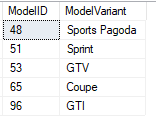 ModelID ModelVariant
48 Sports Pagoda
51 Sprint
53 GTV
65 Coupe
96 GTI